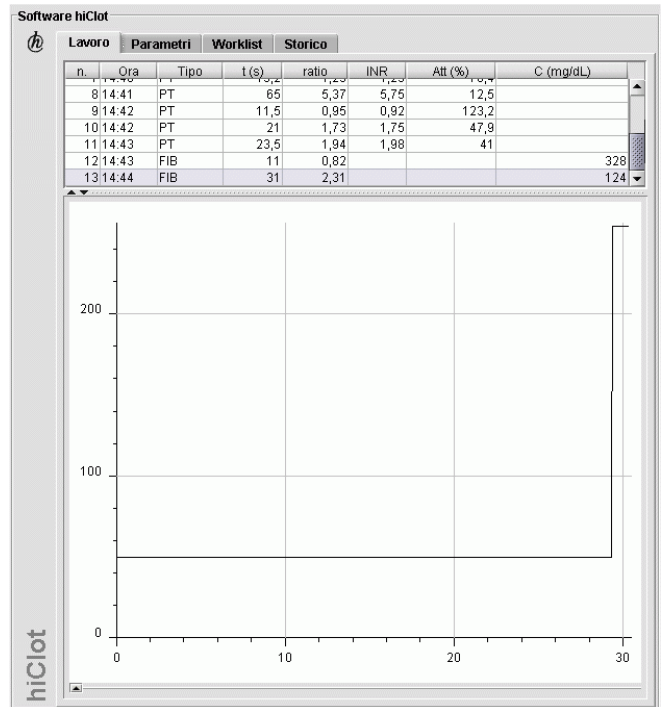 Software hiClot
Lavoro Parametri Worklist Storico
n. Ora Tipo t (s) ratio INR Att (%) C (mg/dL)
8 14:41 PT 65 5,37 5,75 12,5
9 14:42 PT 11,5 0,95 0,92 123,2
10 14:42 PT 21 1,73 1,75 47,9
11 14:43 PT 23,5 1,94 1,98 41
12 14:43 FIB 11 0,82 328
13 14:44 FIB 31 2,31 124
200
100
0
0 10 20 30
hiClot